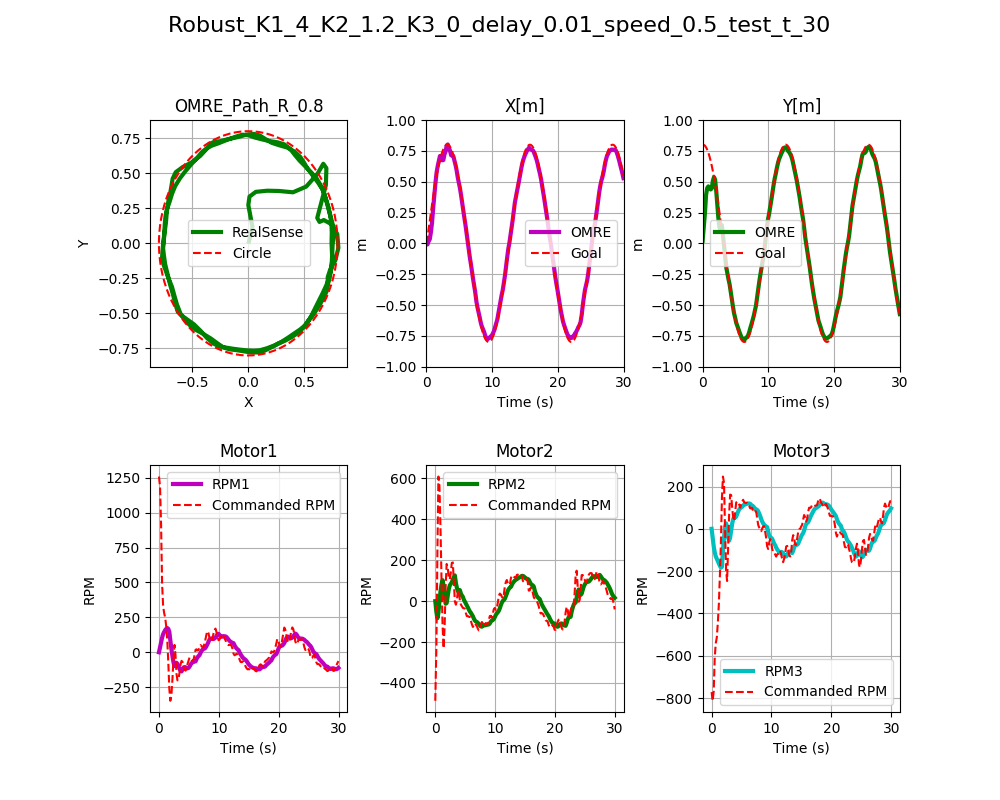 Robust_K1_4_K2_1.2_K3_0_delay_0.01_speed_0.5_test_t_30
OMRE_Path_R_0.8
0.75
0.50
0.25
0.00
−0.25
−0.50
−0.75
Y
RealSense
Circle
−0.5
0.0
0.5
X
X[m]
1.00
0.75
0.50
0.25
0.00
−0.25
−0.50
−0.75
−1.00
m
OMRE
Goal
0
10
20
30
Time (s)
Y[m]
1.00
0.75
0.50
0.25
0.00
−0.25
−0.50
−0.75
−1.00
m
OMRE
Goal
0
10
20
30
Time (s)
Motor1
1250
1000
750
500
250
0
−250
RPM
RPM1
Commanded RPM
0
10
20
30
Time (s)
Motor2
600
400
200
0
−200
−400
RPM
RPM2
Commanded RPM
0
10
20
30
Time (s)
Motor3
200
0
−200
−400
−600
−800
RPM
RPM3
Commanded RPM
0
10
20
30
Time (s)